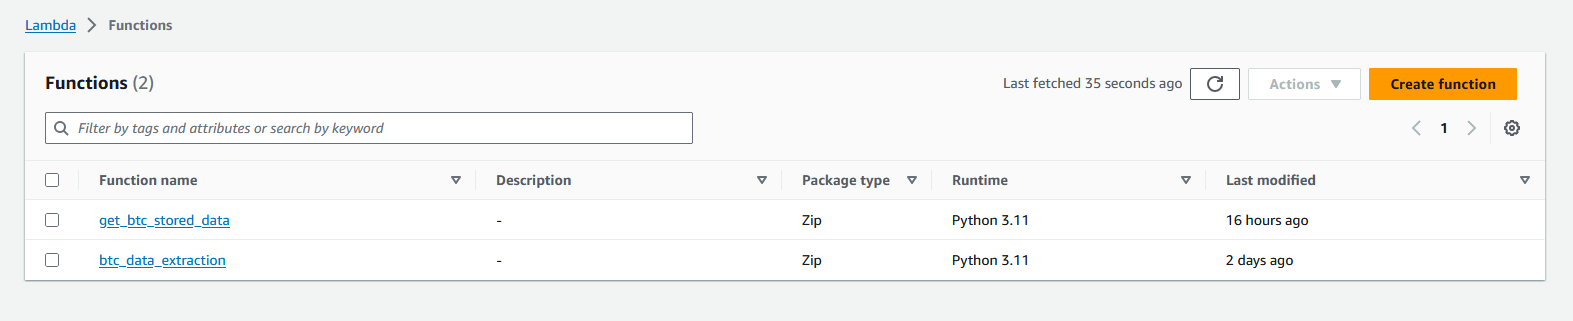 Lambda > Functions
Functions (2)
Last fetched 35 seconds ago
Actions
Create function
Filter by tags and attributes or search by keyword
1
Function name Description Package type Runtime Last modified
get_btc_stored_data - Zip Python 3.11 16 hours ago
btc_data_extraction - Zip Python 3.11 2 days ago